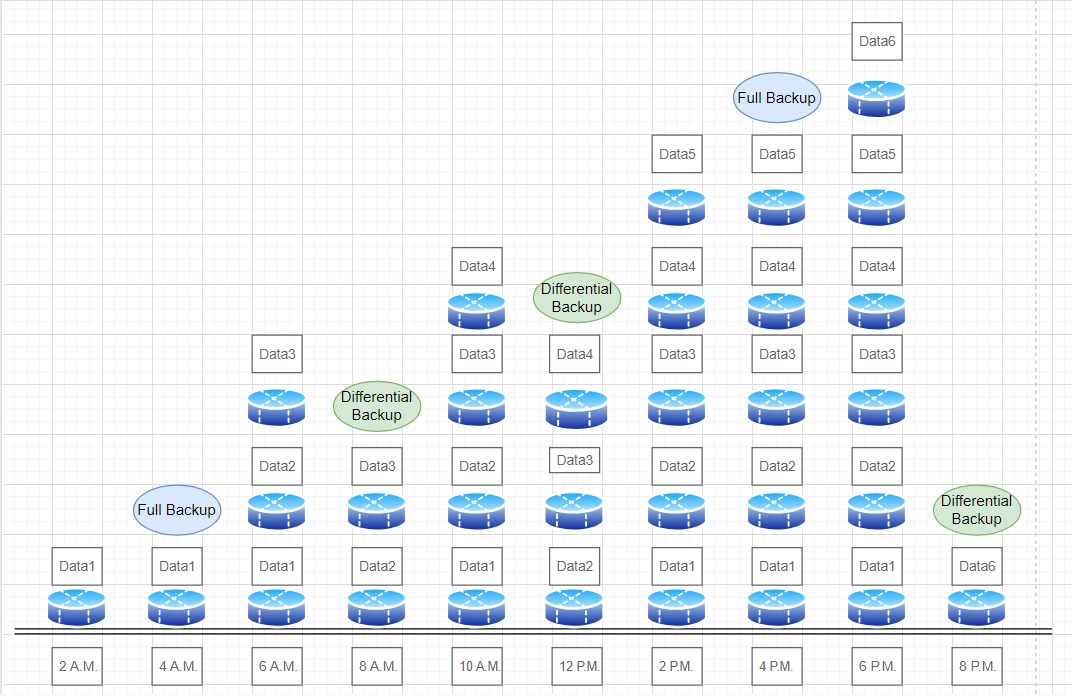 Data6
Full Backup
Data5
Data5
Data5
Data4
Differential
Backup
Data4
Data4
Data4
Data3
Data3
Data4
Data3
Data3
Data3
Differential
Backup
Data2
Data3
Data2
Data3
Data2
Data2
Data2
Full Backup
Differential
Backup
Data1
Data1
Data1
Data2
Data1
Data2
Data1
Data1
Data1
Data6
2 A.M.
4 A.M.
6 A.M.
8 A.M.
10 A.M.
12 P.M.
2 P.M.
4 P.M.
6 P.M.
8 P.M.